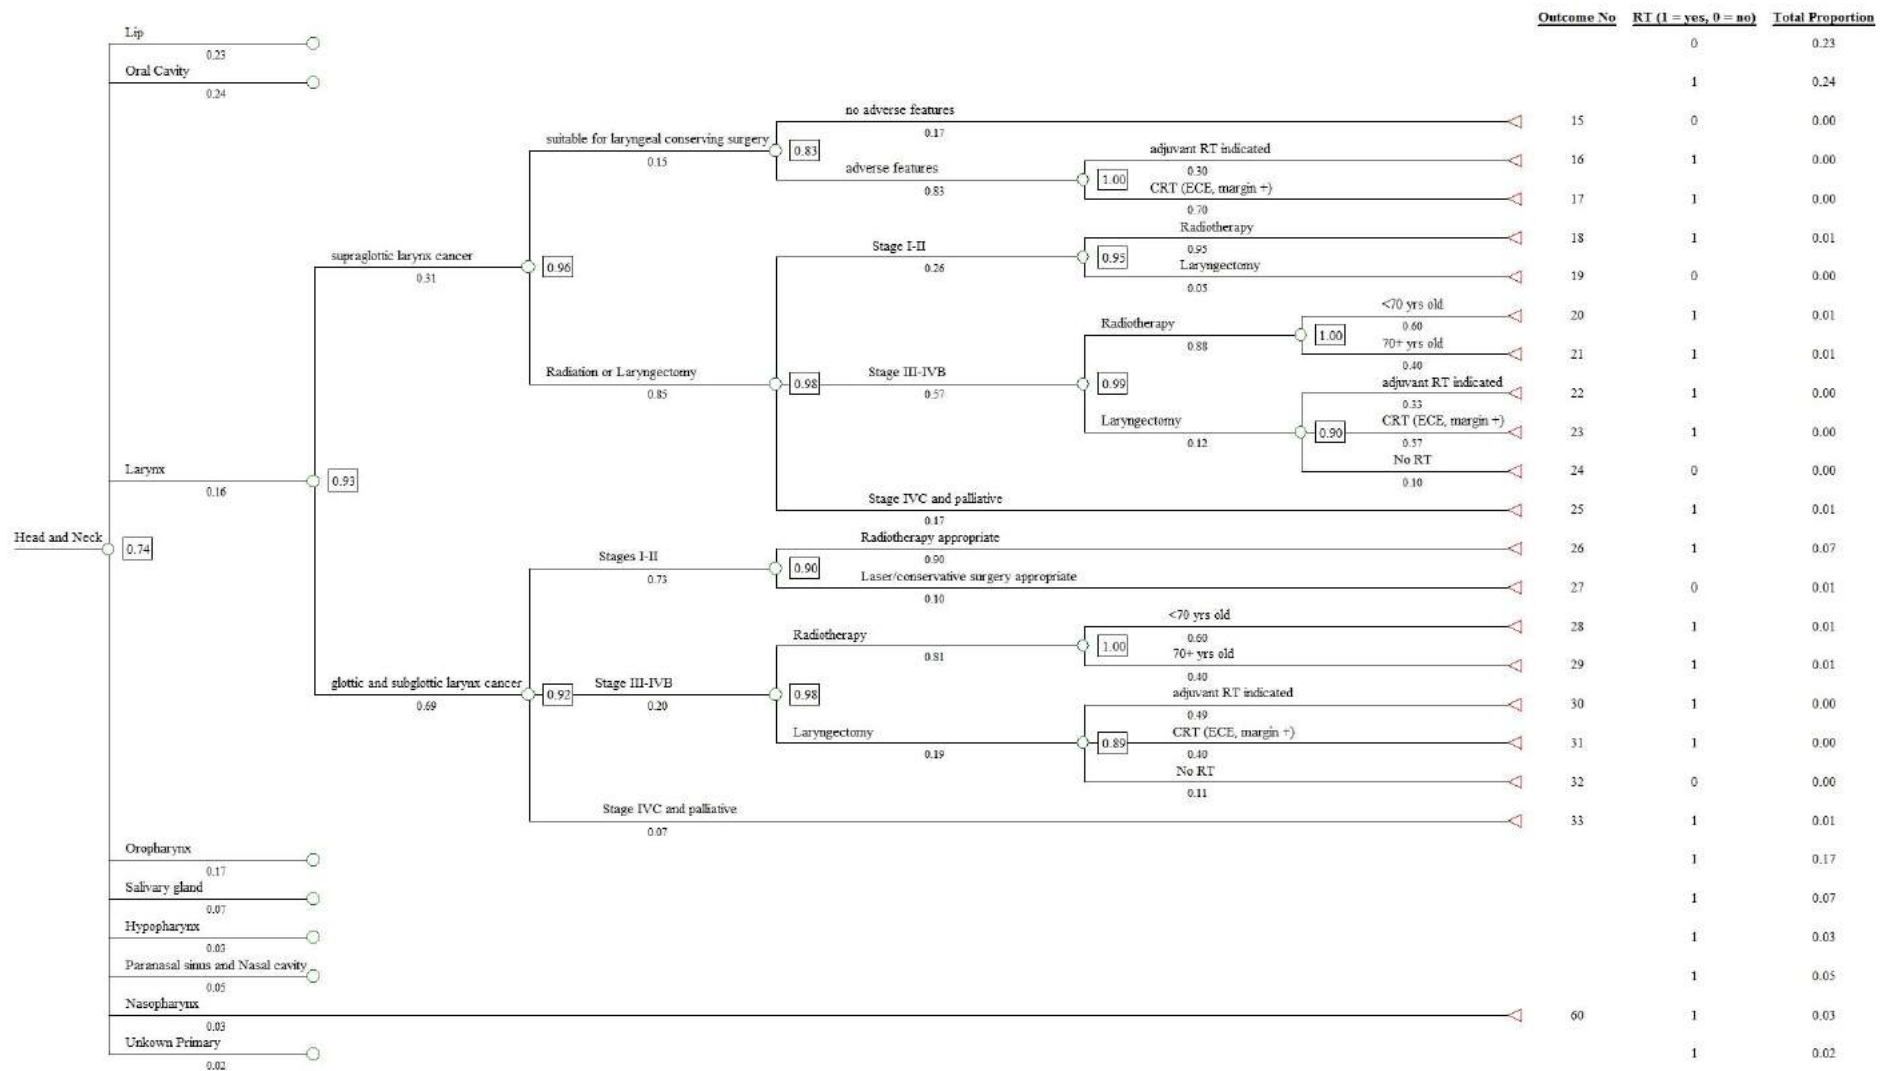 Outcome No RT (1 = yes, 0 = no) Total Proportion
Lip
0.23
0 0.23
Oral Cavity
0.24
1 0.24
no adverse features
0.17
15 0 0.00
suitable for laryngeal conserving surgery
0.15
0.83
adverse features
0.83
1.00
adjuvant RT indicated
0.30
16 1 0.00
CRT (ECE, margin +)
0.70
17 1 0.00
supraglottic larynx cancer
0.31
0.96
Stage I-II
0.26
0.95
Radiotherapy
0.95
18 1 0.01
Laryngectomy
0.05
19 0 0.00
Radiation or Laryngectomy
0.85
0.98
Stage III-IVB
0.57
0.99
Radiotherapy
0.88
1.00
<70 yrs old
0.60
20 1 0.01
70+ yrs old
0.40
21 1 0.01
Laryngectomy
0.12
0.90
adjuvant RT indicated
0.33
22 1 0.00
CRT (ECE, margin +)
0.57
23 1 0.00
No RT
0.10
24 0 0.00
Stage IVC and palliative
0.17
25 1 0.01
Larynx
0.16
0.93
Head and Neck
0.74
Stages I-II
0.73
0.90
Radiotherapy appropriate
0.90
26 1 0.07
Laser/conservative surgery appropriate
0.10
27 0 0.01
glottic and subglottic larynx cancer
0.69
0.92
Stage III-IVB
0.20
0.98
Radiotherapy
0.81
1.00
<70 yrs old
0.60
28 1 0.01
70+ yrs old
0.40
29 1 0.01
Laryngectomy
0.19
0.89
adjuvant RT indicated
0.49
30 1 0.00
CRT (ECE, margin +)
0.40
31 1 0.00
No RT
0.11
32 0 0.00
Stage IVC and palliative
0.07
33 1 0.01
Oropharynx
0.17
1 0.17
Salivary gland
0.07
1 0.07
Hypopharynx
0.03
1 0.03
Paranasal sinus and Nasal cavity
0.05
1 0.05
Nasopharynx
0.03
60 1 0.03
Unkown Primary
0.02
1 0.02